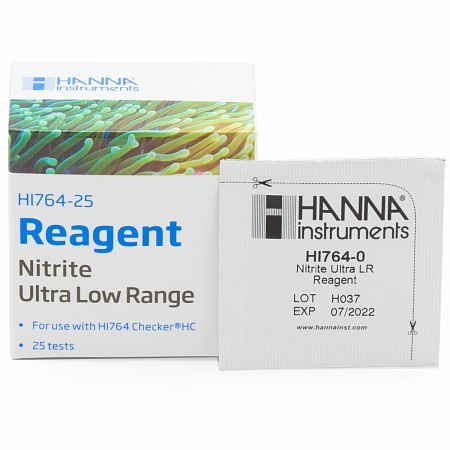 HANNA
instruments
HI764-25
Reagent
Nitrite
Ultra Low Range
• For use with HI764 Checker®HC
• 25 tests
HANNA®
instruments
HI764-0
Nitrite Ultra LR
Reagent
LOT H037
EXP 07/2022
www.hannainst.com